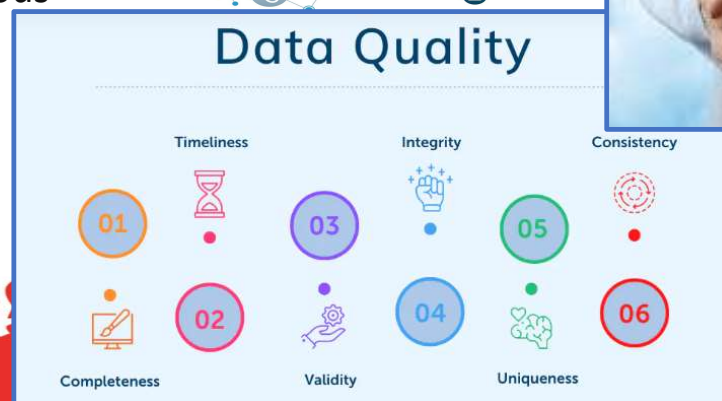 Data Quality
Timeliness
Integrity
Consistency
01
03
05
02
04
06
Completeness
Validity
Uniqueness